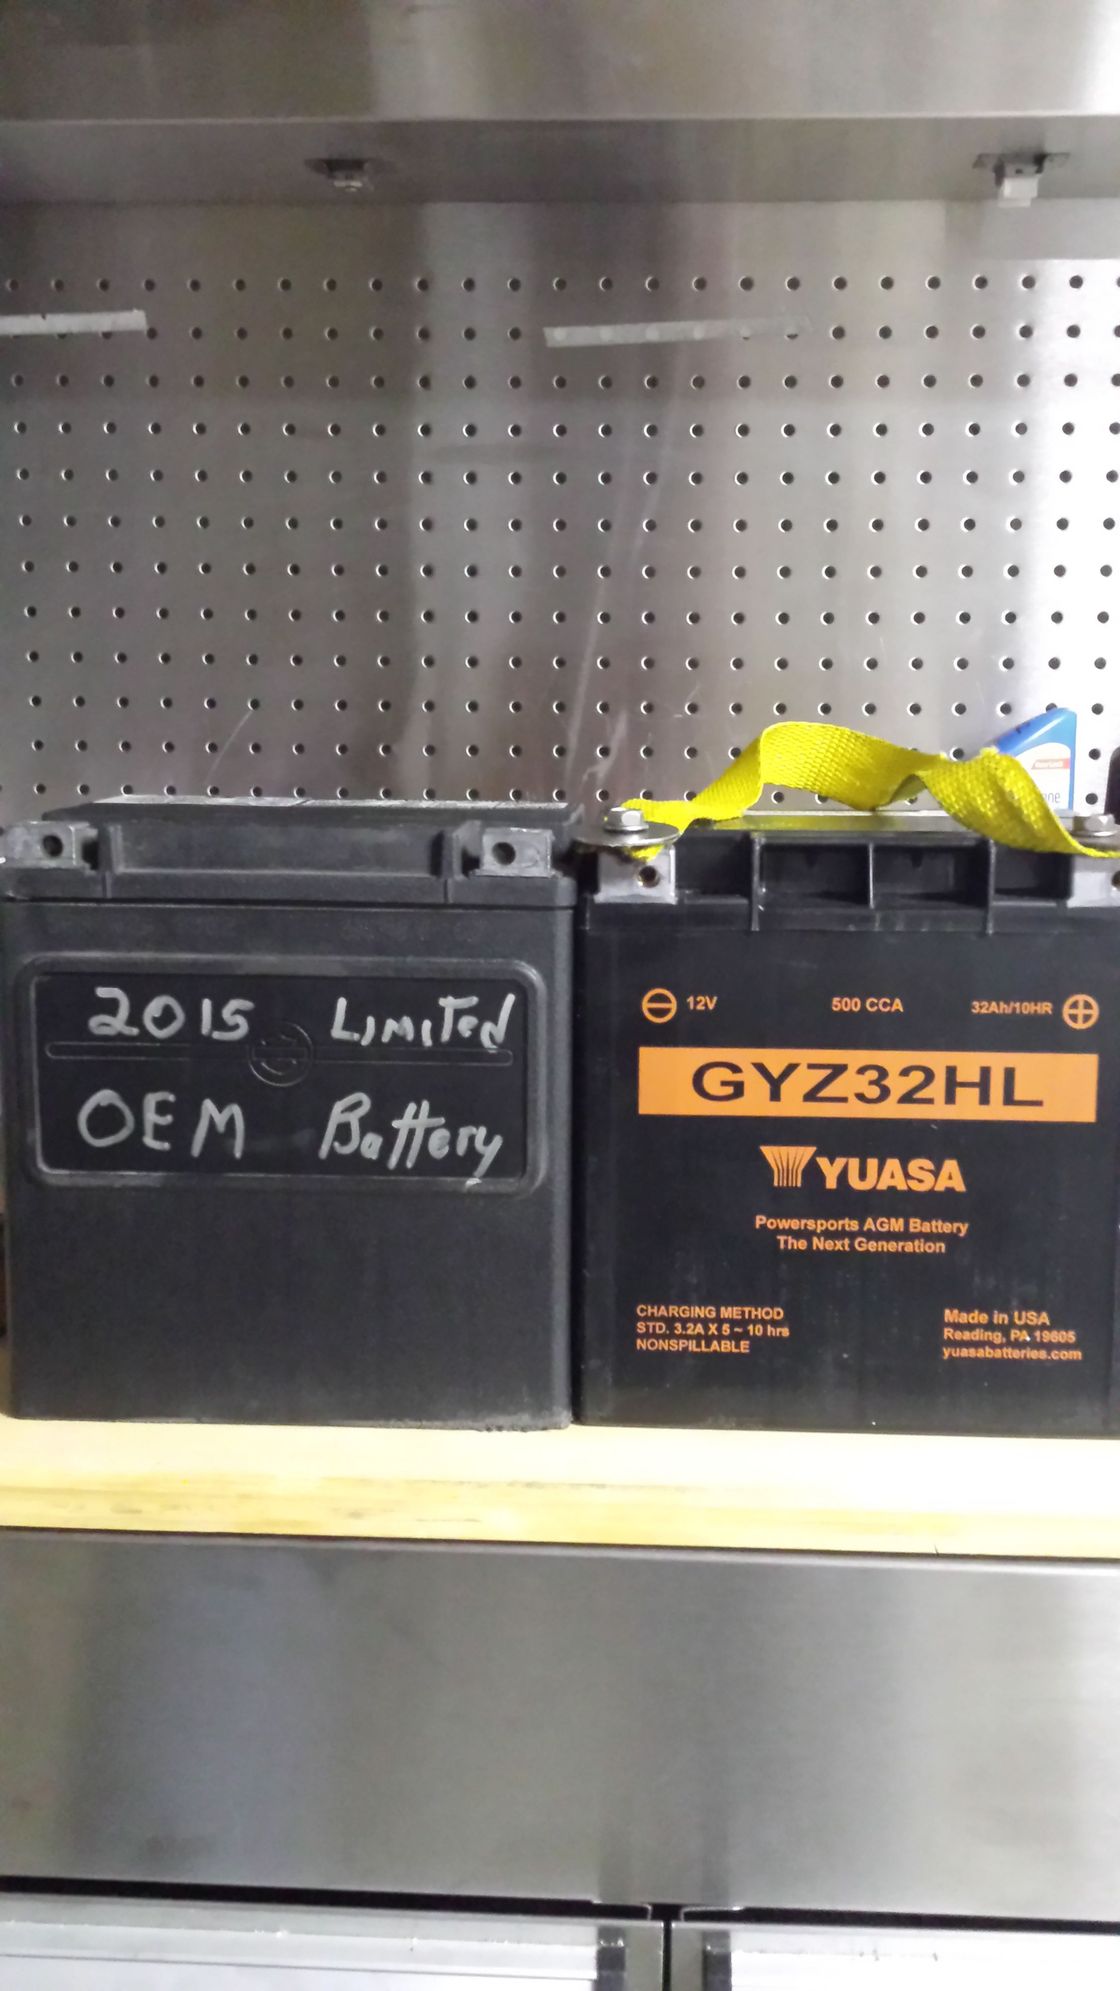 2015 Limited
OEM Battery
12V 500 CCA 32Ah/10HR
GYZ32HL
YUASA
Powersports AGM Battery
The Next Generation
CHARGING METHOD
STD. 3.2A X 5 ~ 10 hrs
NONSPILLABLE
Made in USA
Reading, PA 19605
yuasabatteries.com